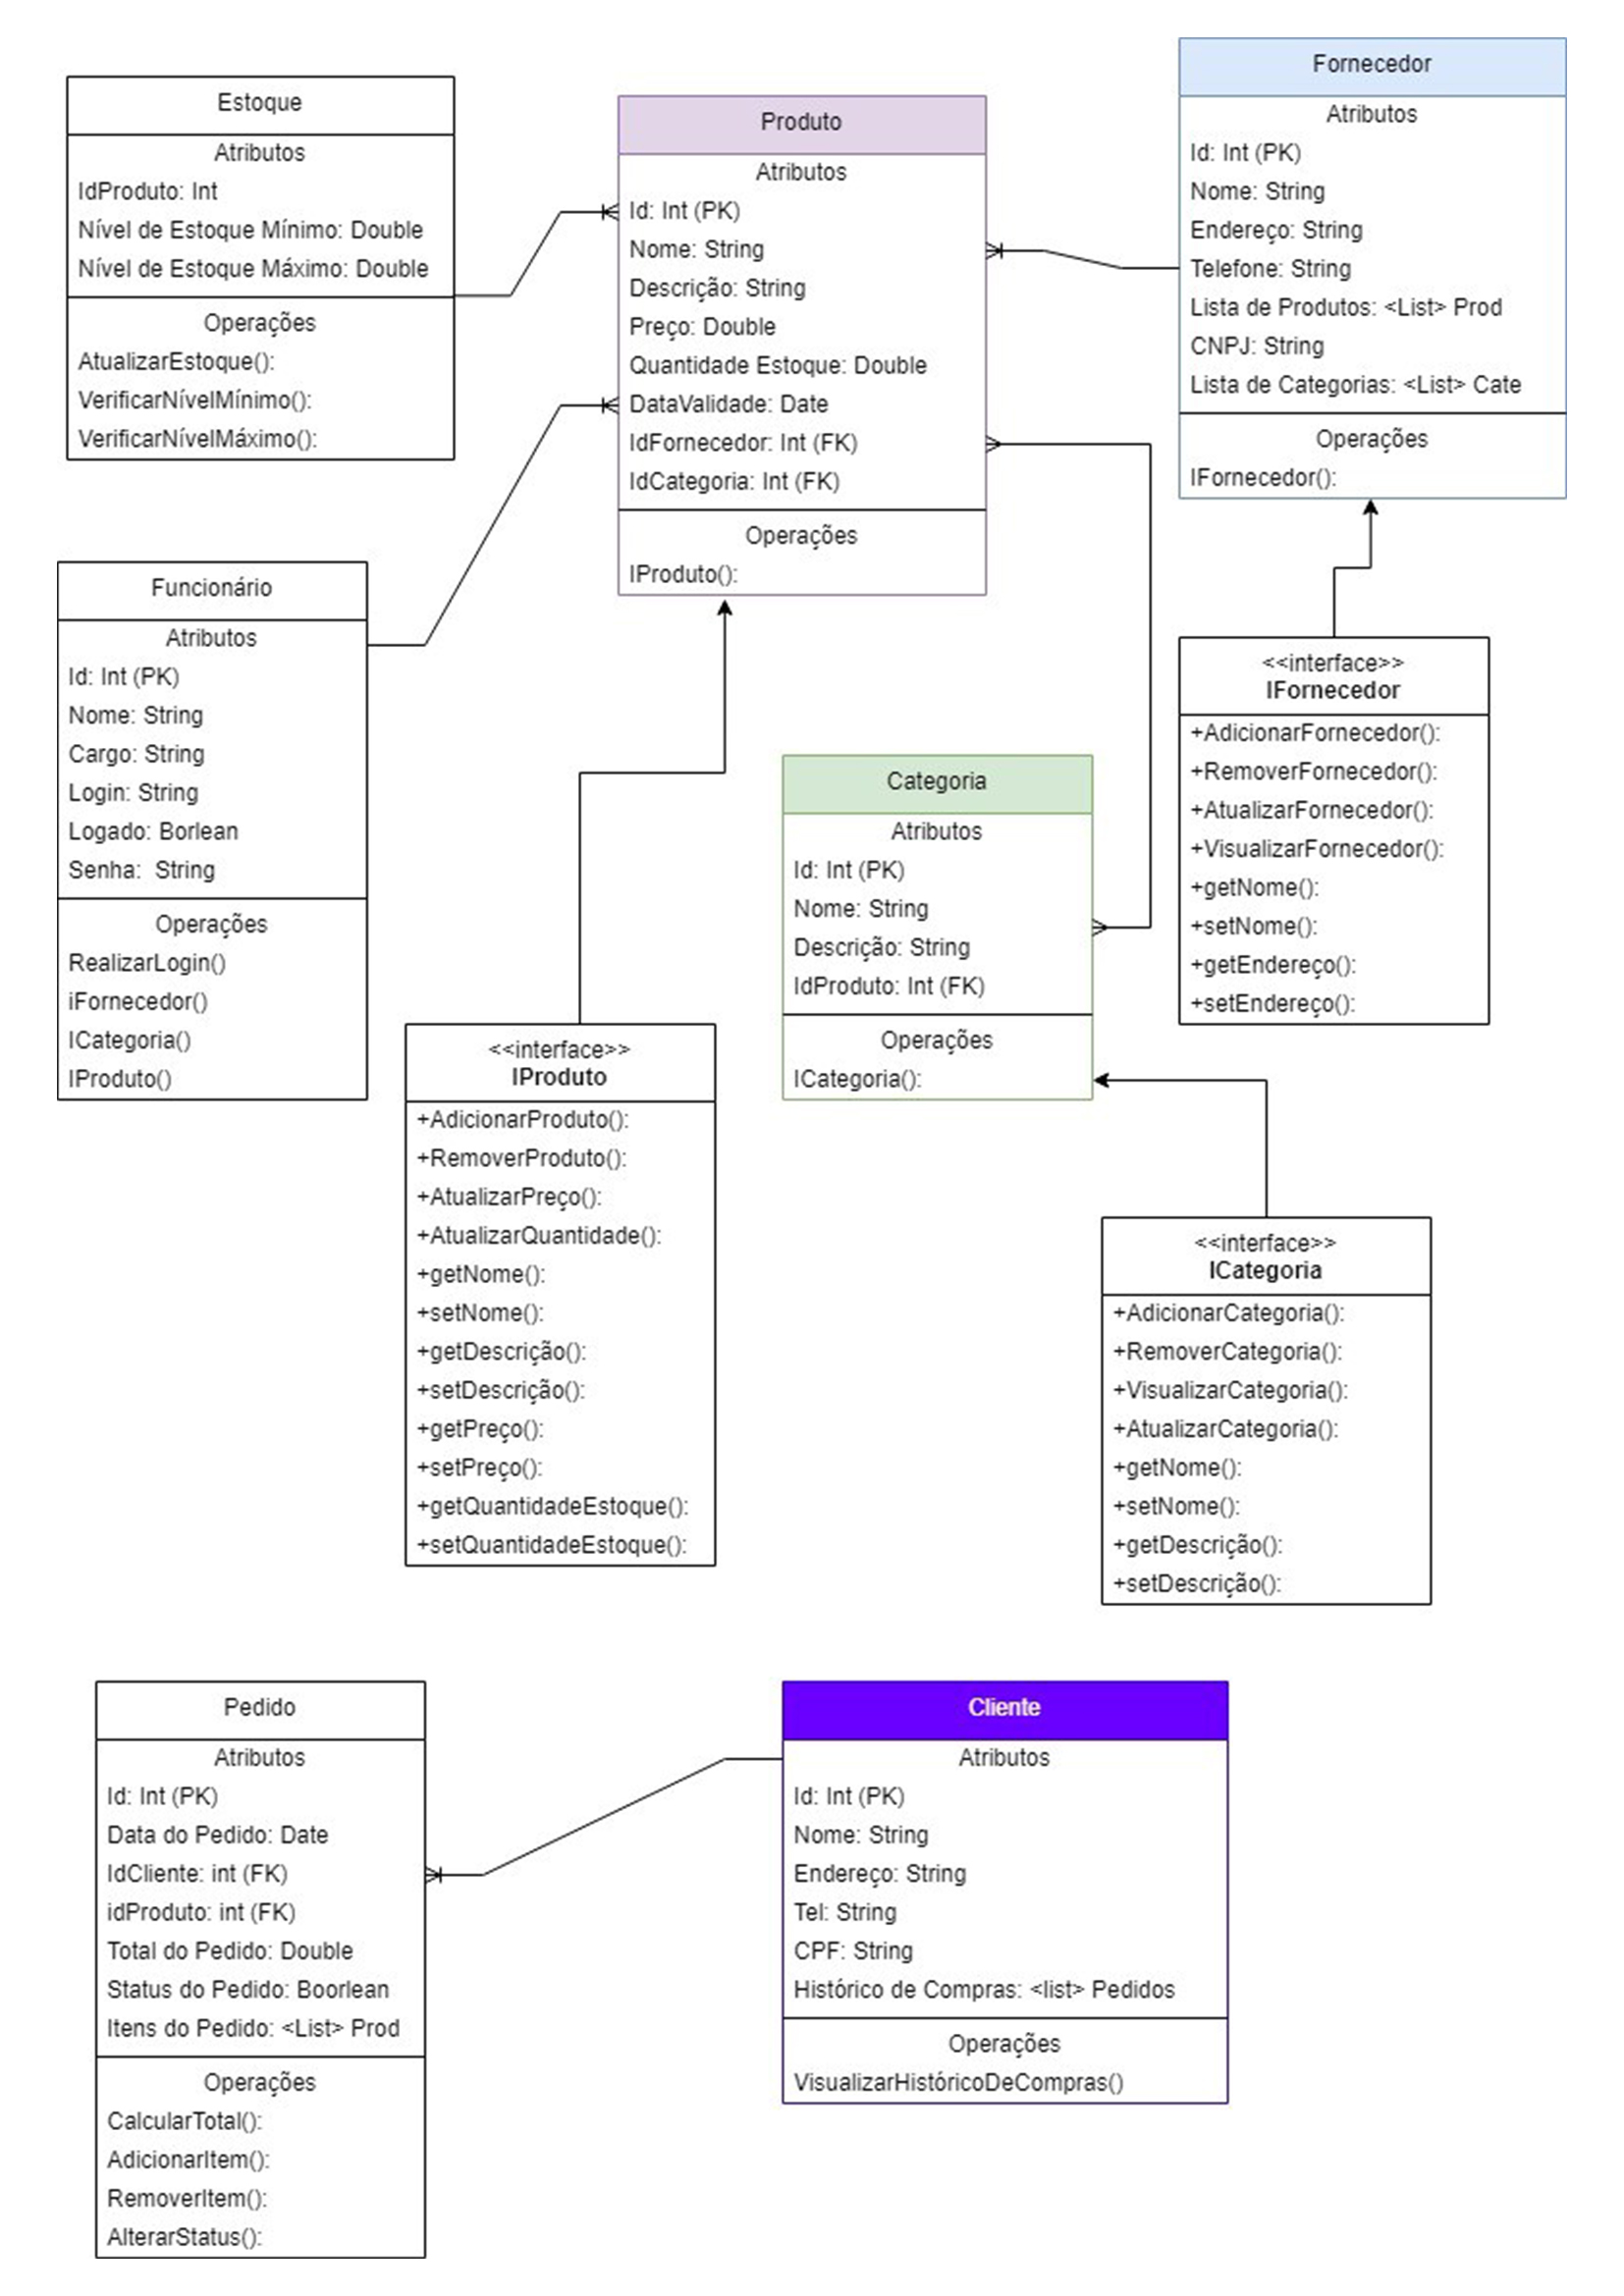 Estoque
Atributos
IdProduto: Int
Nível de Estoque Mínimo: Double
Nível de Estoque Máximo: Double
Operações
AtualizarEstoque():
VerificarNívelMínimo():
VerificarNívelMáximo():
Produto
Atributos
Id: Int (PK)
Nome: String
Descrição: String
Preço: Double
Quantidade Estoque: Double
DataValidade: Date
IdFornecedor: Int (FK)
IdCategoria: Int (FK)
Operações
IProduto():
Fornecedor
Atributos
Id: Int (PK)
Nome: String
Endereço: String
Telefone: String
Lista de Produtos: <List> Prod
CNPJ: String
Lista de Categorias: <List> Cate
Operações
IFornecedor():
Funcionário
Atributos
Id: Int (PK)
Nome: String
Cargo: String
Login: String
Logado: Borlean
Senha:  String
Operações
RealizarLogin()
iFornecedor()
ICategoria()
IProduto()
<<interface>>
IFornecedor
+AdicionarFornecedor():
+RemoverFornecedor():
+AtualizarFornecedor():
+VisualizarFornecedor():
+getNome():
+setNome():
+getEndereço():
+setEndereço():
Categoria
Atributos
Id: Int (PK)
Nome: String
Descrição: String
IdProduto: Int (FK)
Operações
ICategoria():
<<interface>>
IProduto
+AdicionarProduto():
+RemoverProduto():
+AtualizarPreço():
+AtualizarQuantidade():
+getNome():
+setNome():
+getDescrição():
+setDescrição():
+getPreço():
+setPreço():
+getQuantidadeEstoque():
+setQuantidadeEstoque():
<<interface>>
ICategoria
+AdicionarCategoria():
+RemoverCategoria():
+VisualizarCategoria():
+AtualizarCategoria():
+getNome():
+setNome():
+getDescrição():
+setDescrição():
Pedido
Atributos
Id: Int (PK)
Data do Pedido: Date
IdCliente: int (FK)
idProduto: int (FK)
Total do Pedido: Double
Status do Pedido: Boorlean
Itens do Pedido: <List> Prod
Operações
CalcularTotal():
AdicionarItem():
RemoverItem():
AlterarStatus():
Cliente
Atributos
Id: Int (PK)
Nome: String
Endereço: String
Tel: String
CPF: String
Histórico de Compras: <list> Pedidos
Operações
VisualizarHistóricoDeCompras()